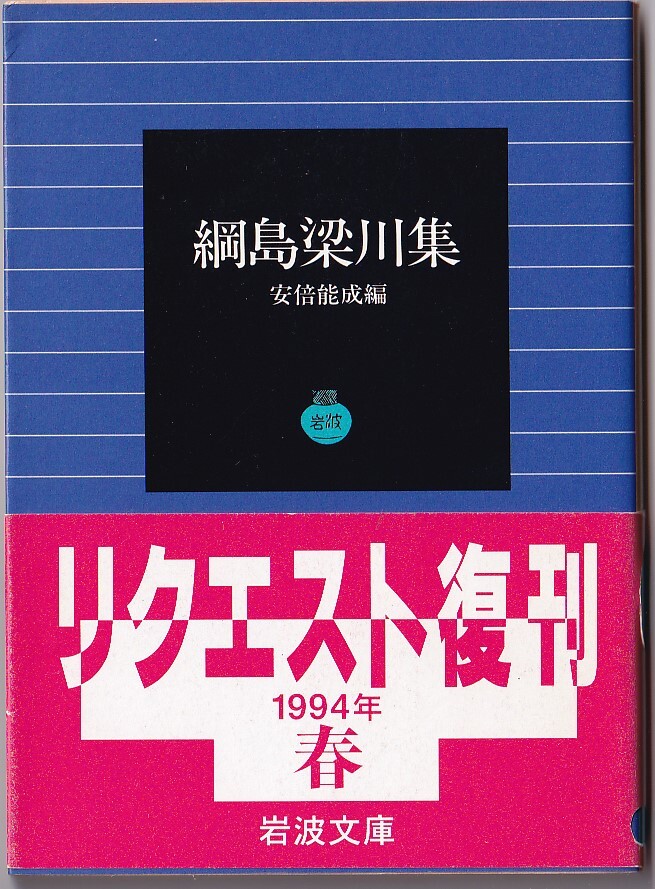 綱島梁川集
安倍能成編
岩波
リクエスト復刊
1994年
春
岩波文庫